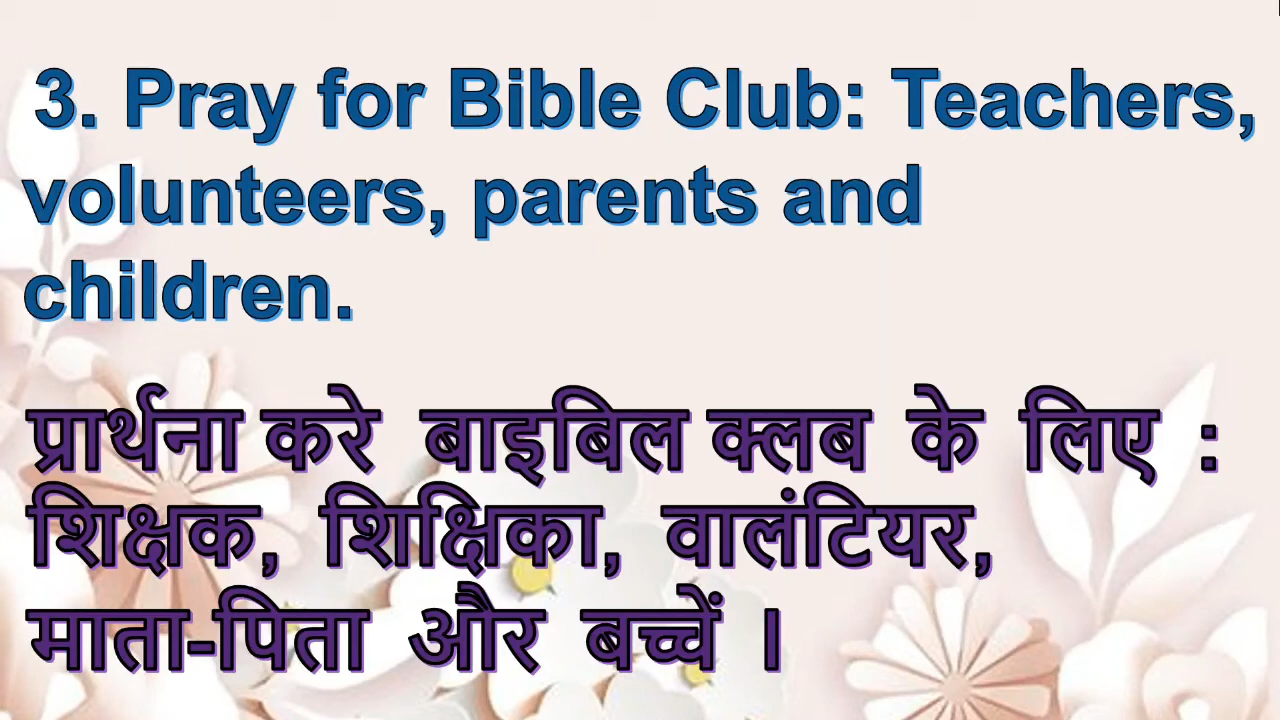 3. Pray for Bible Club: Teachers,
volunteers, parents and
children.
प्रार्थना करे बाइबिल क्लब के लिए :
शिक्षक, शिक्षिका, वालंटियर,
माता-पिता और बच्चें ।